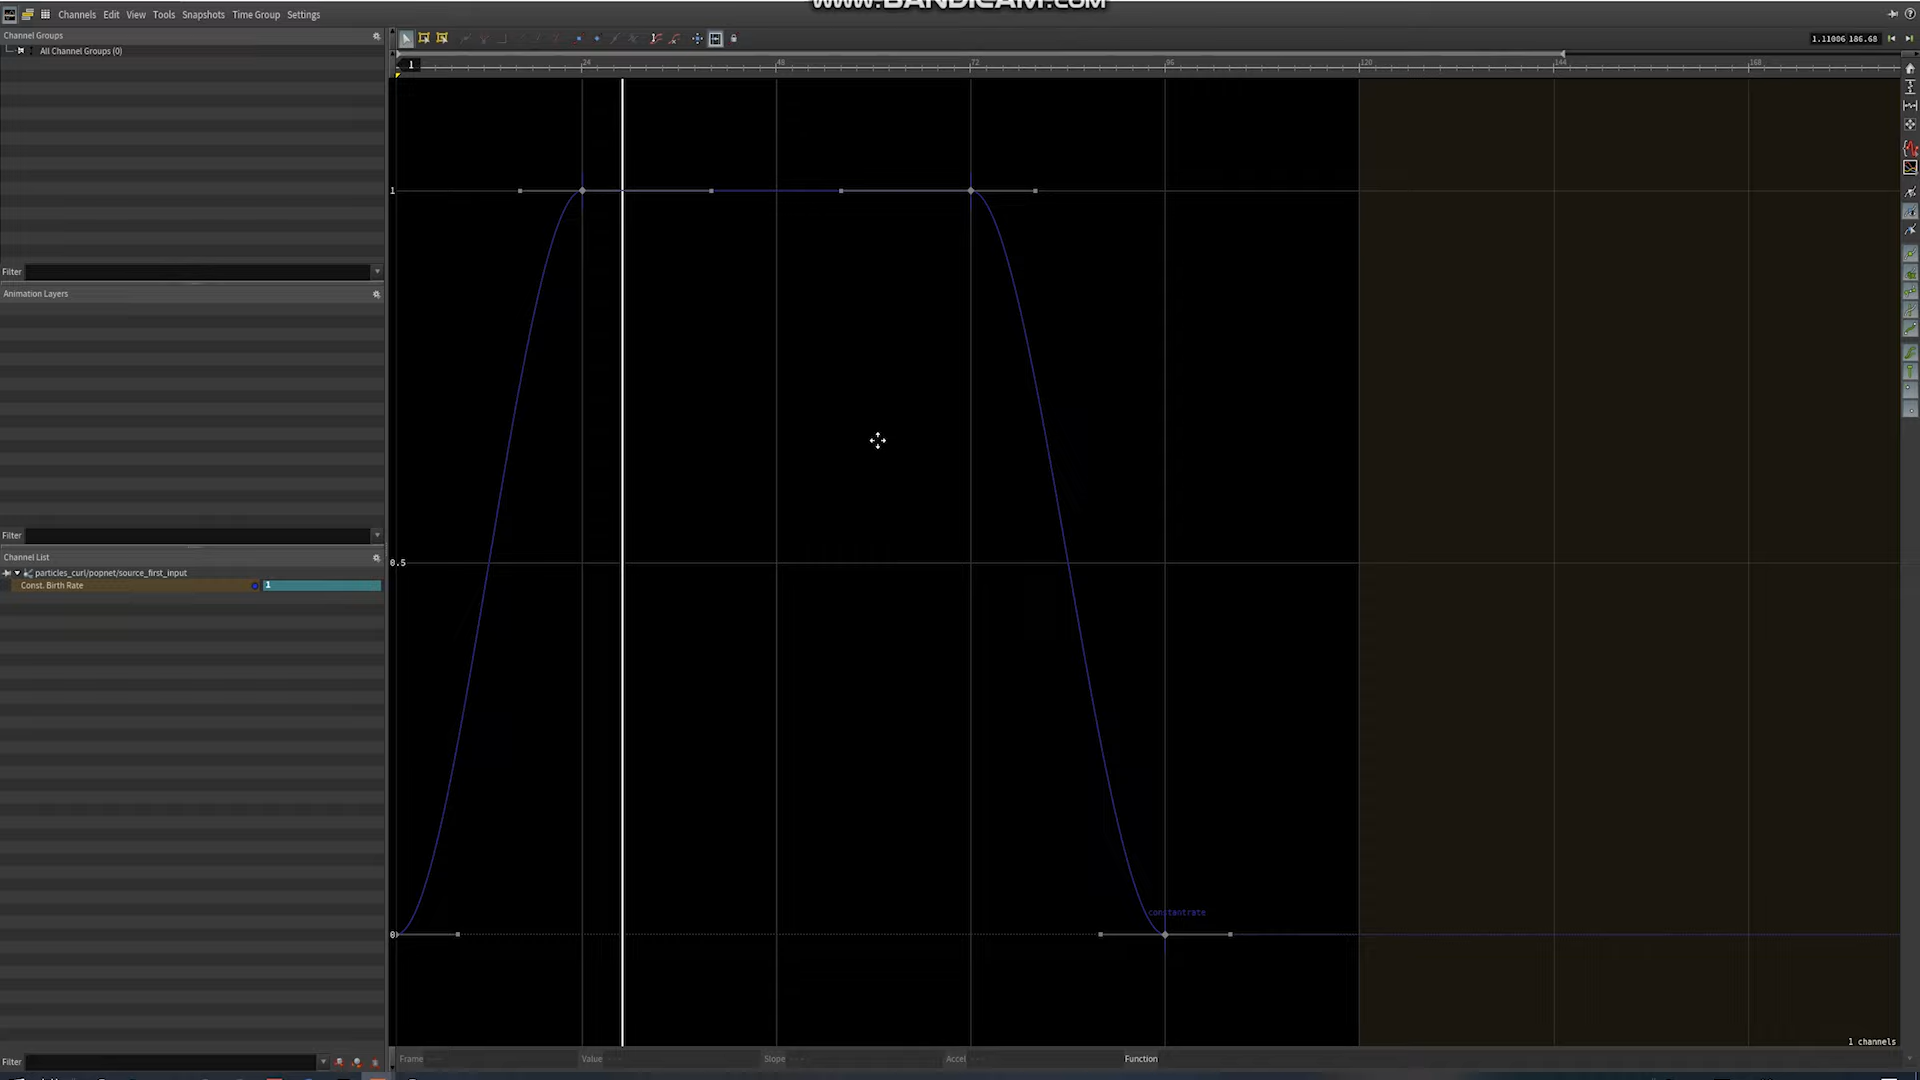 www.BANDICAM.com
Channels Edit View Tools Snapshots Time Group Settings
Channel Groups
All Channel Groups (0)
1.11006 186.68
1 24 48 72 96 120 144 168
1
Filter
Animation Layers
Filter
0.5
Channel List
particles_curl/popnet/source_first_input
Const. Birth Rate 1
constantrate
0
1 channels
Filter
Frame Value Slope Accel Function